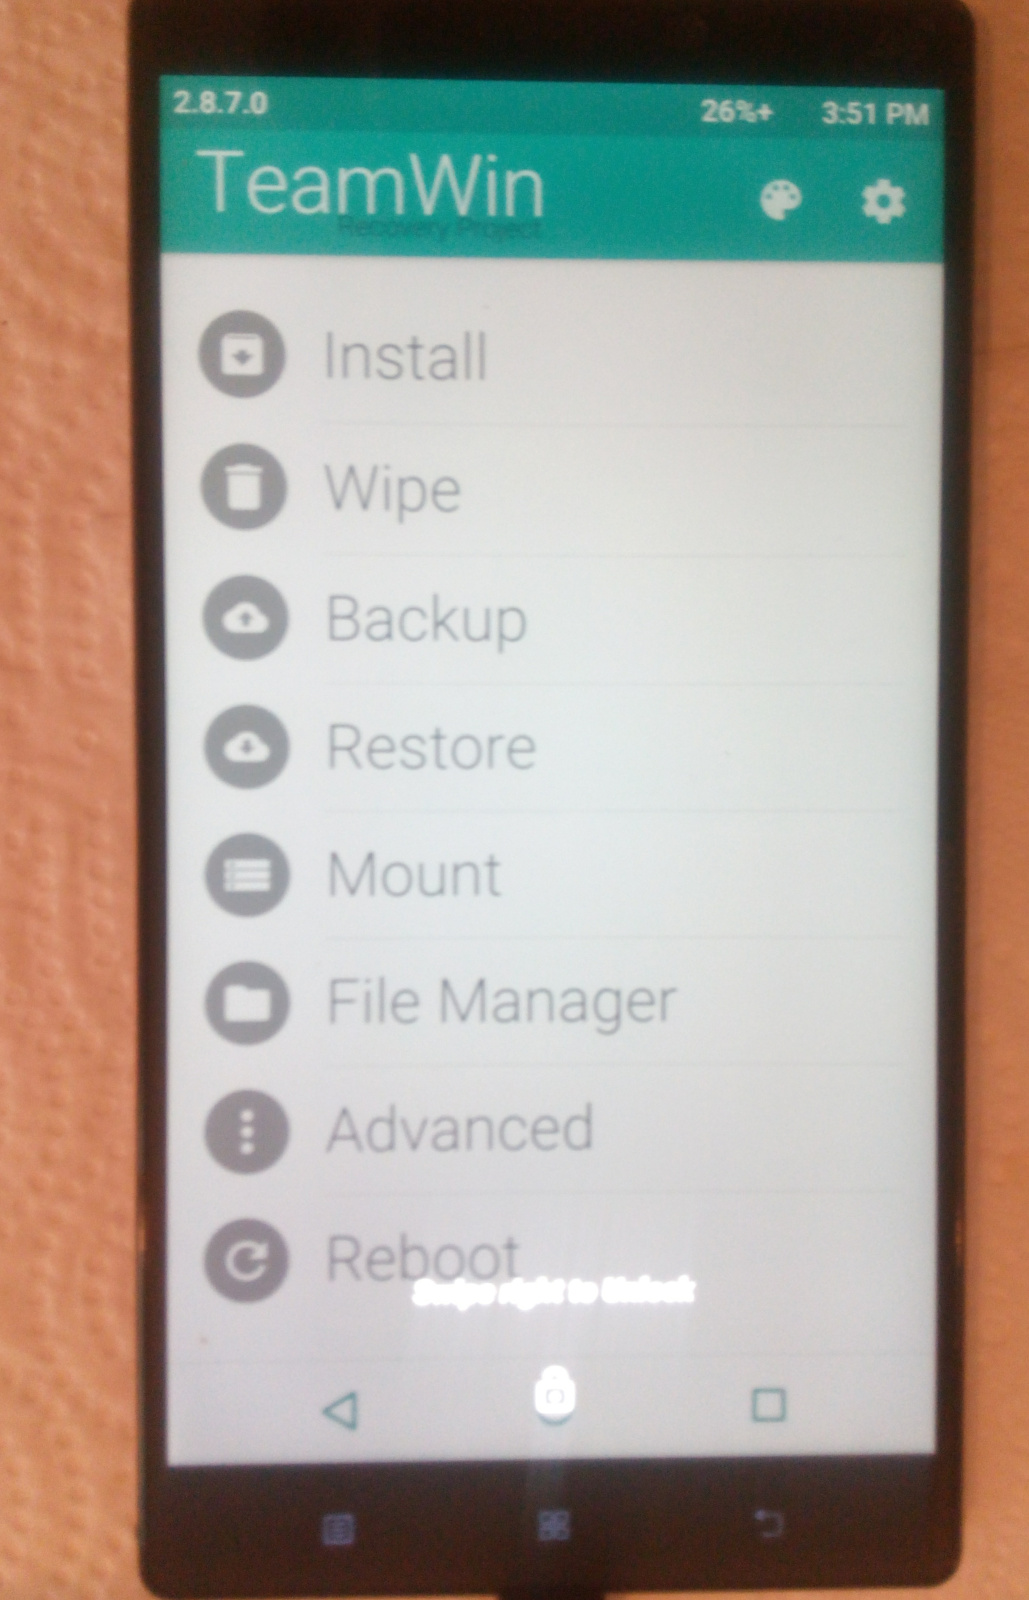 2.8.7.0 26%+ 3:51 PM
TeamWin
Recovery Project
Install
Wipe
Backup
Restore
Mount
File Manager
Advanced
Reboot
Swipe right to Unlock